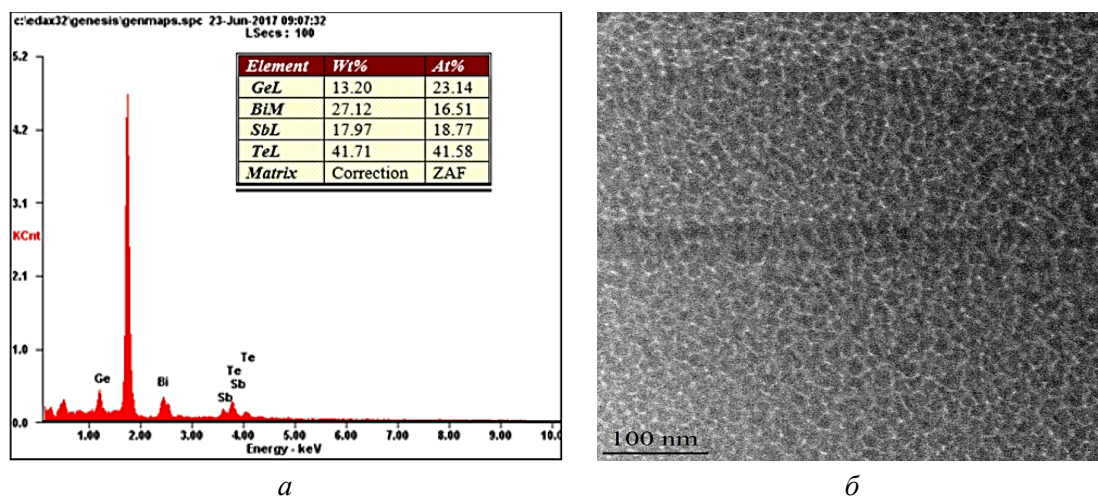 c:\edax32\genesis\genmaps.spc 23-Jun-2017 09:07:32
LSecs : 100
5.2
4.2
3.1
KCnt
2.1
1.0
0.0
Element Wt% At%
GeL 13.20 23.14
BiM 27.12 16.51
SbL 17.97 18.77
TeL 41.71 41.58
Matrix Correction ZAF
Ge
Bi
Sb
Te
Sb
Te
1.00 2.00 3.00 4.00 5.00 6.00 7.00 8.00 9.00 10.0
Energy - keV
100 nm
а
б